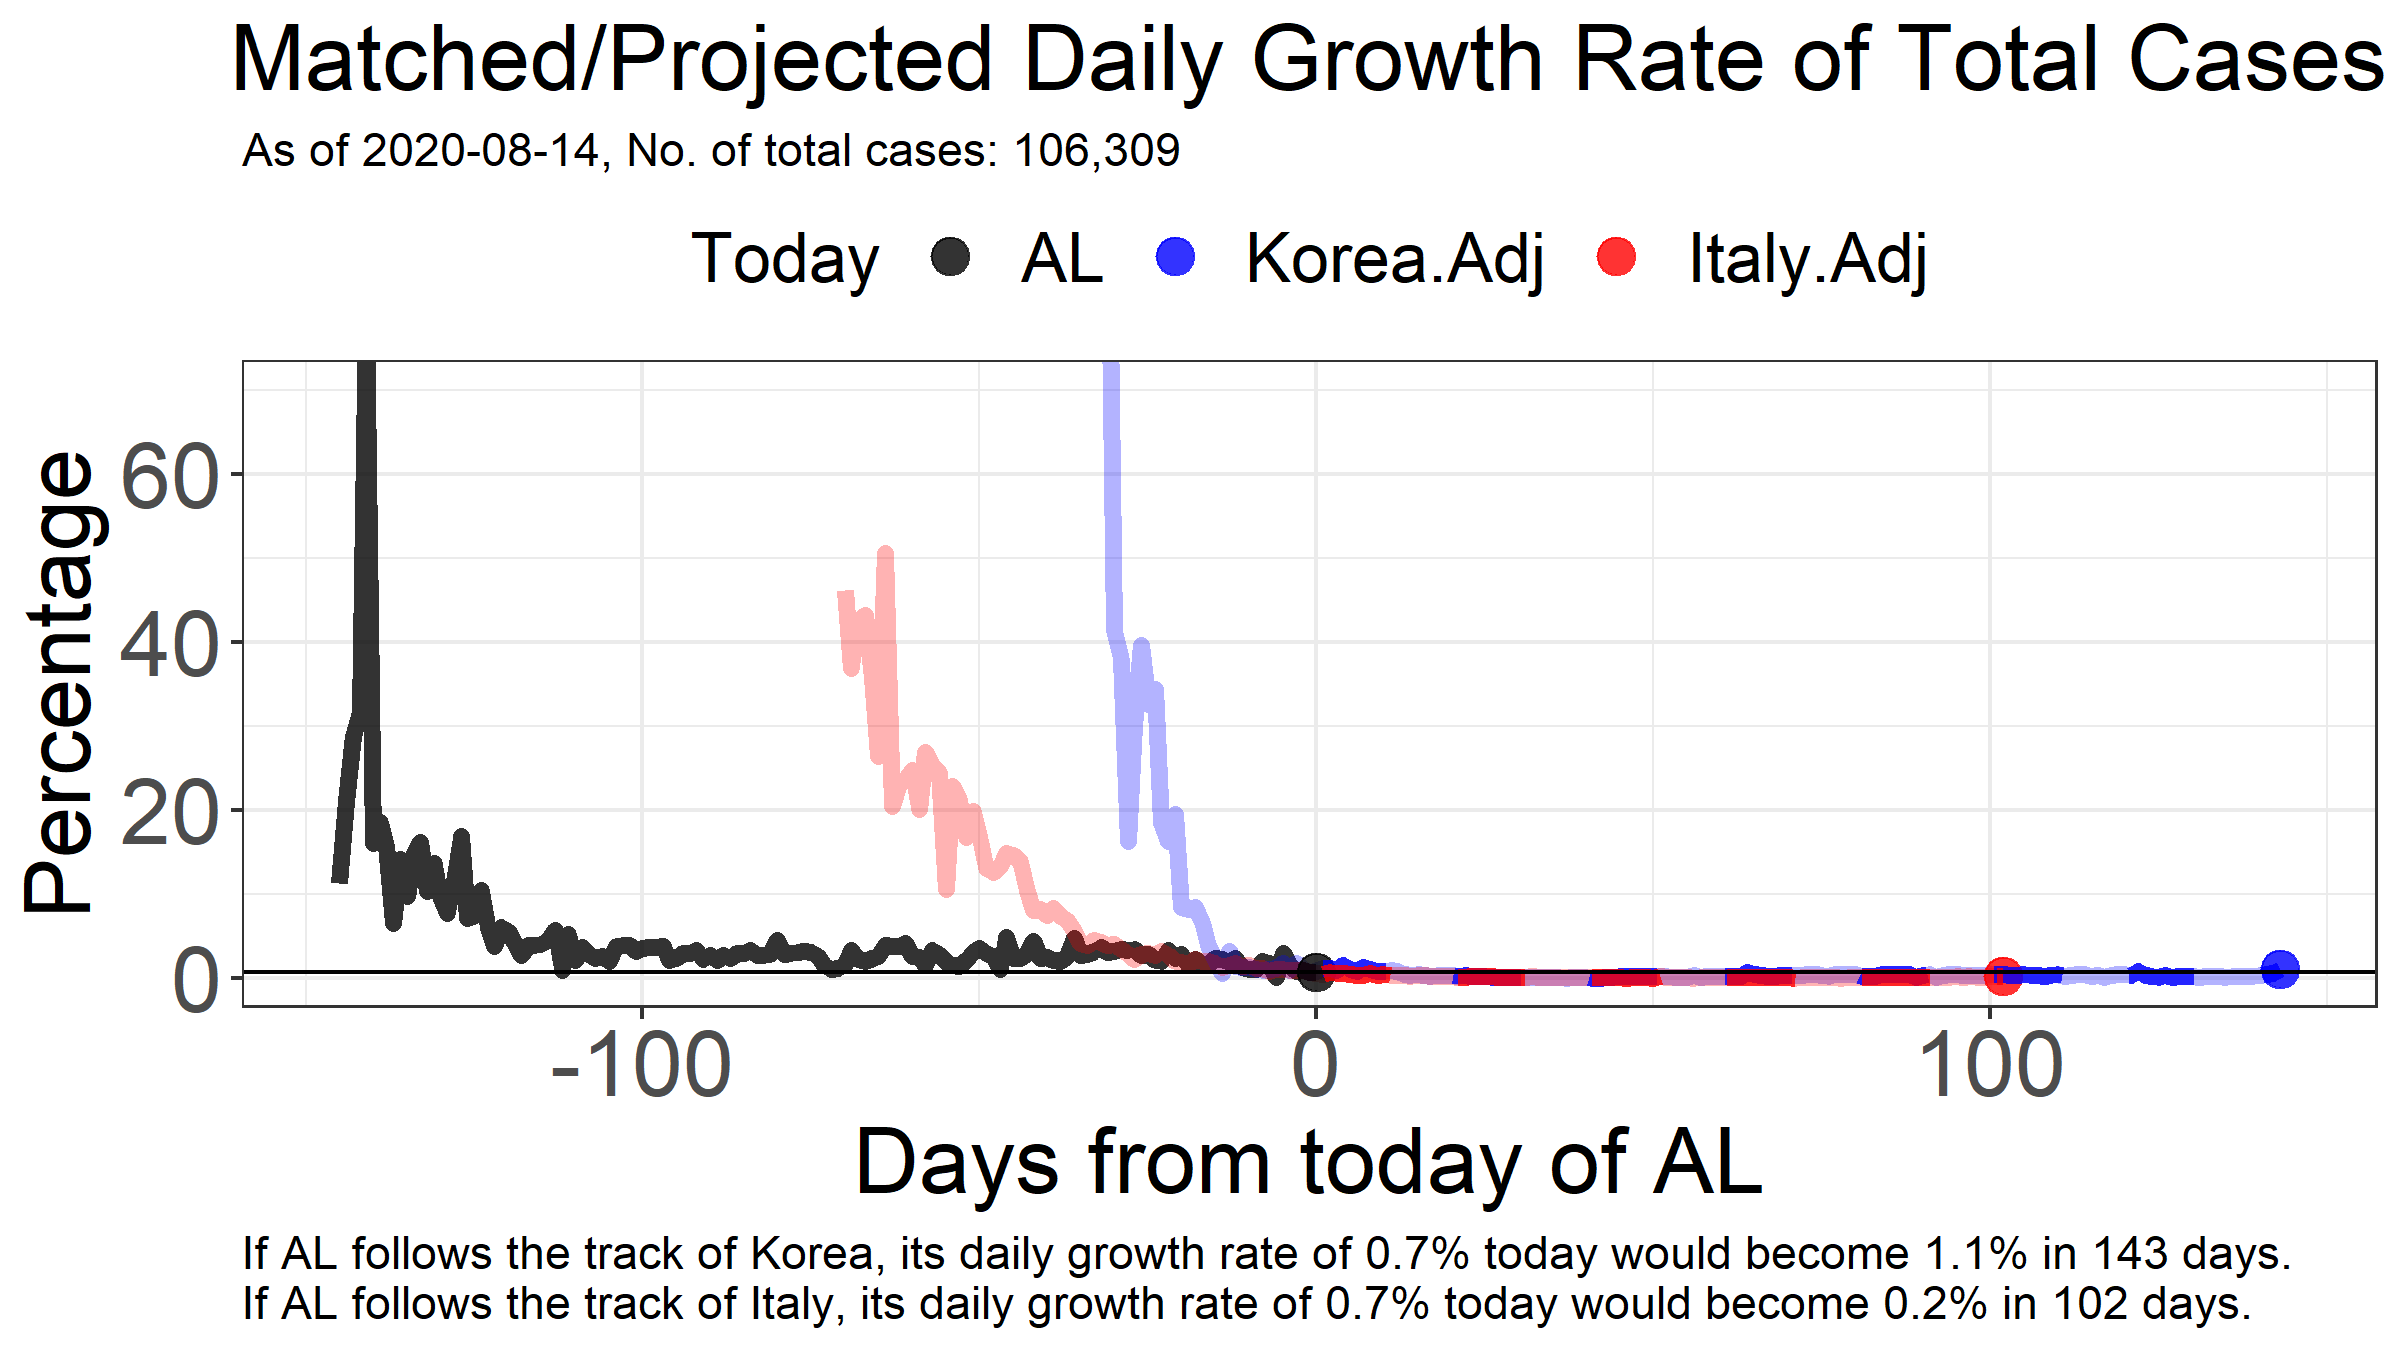 Matched/Projected Daily Growth Rate of Total Cases
As of 2020-08-14, No. of total cases: 106,309
Today AL Korea.Adj Italy.Adj
Percentage
60
40
20
0
-100 0 100
Days from today of AL
If AL follows the track of Korea, its daily growth rate of 0.7% today would become 1.1% in 143 days.
If AL follows the track of Italy, its daily growth rate of 0.7% today would become 0.2% in 102 days.